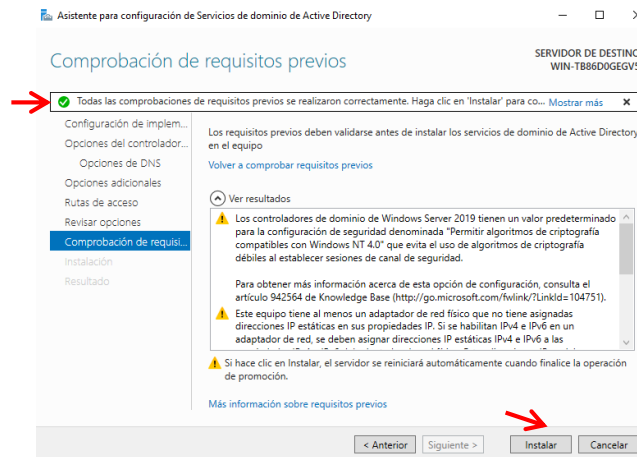 Asistente para configuración de Servicios de dominio de Active Directory
Comprobación de requisitos previos
SERVIDOR DE DESTINO
WIN-TB86D0GEGV5
Todas las comprobaciones de requisitos previos se realizaron correctamente. Haga clic en 'Instalar' para co... Mostrar más
Configuración de implem...
Opciones del controlador...
Opciones de DNS
Opciones adicionales
Rutas de acceso
Revisar opciones
Comprobación de requisi...
Instalación
Resultado
Los requisitos previos deben validarse antes de instalar los servicios de dominio de Active Directory
en el equipo
Volver a comprobar requisitos previos
Ver resultados
Los controladores de dominio de Windows Server 2019 tienen un valor predeterminado
para la configuración de seguridad denominada "Permitir algoritmos de criptografía
compatibles con Windows NT 4.0" que evita el uso de algoritmos de criptografía
débiles al establecer sesiones de canal de seguridad.
Para obtener más información acerca de esta opción de configuración, consulta el
artículo 942564 de Knowledge Base (http://go.microsoft.com/fwlink/?LinkId=104751).
Este equipo tiene al menos un adaptador de red físico que no tiene asignadas
direcciones IP estáticas en sus propiedades IP. Si se habilitan IPv4 e IPv6 en un
adaptador de red, se deben asignar direcciones IP estáticas IPv4 e IPv6 a las
Si hace clic en Instalar, el servidor se reiniciará automáticamente cuando finalice la operación
de promoción.
Más información sobre requisitos previos
< Anterior
Siguiente >
Instalar
Cancelar